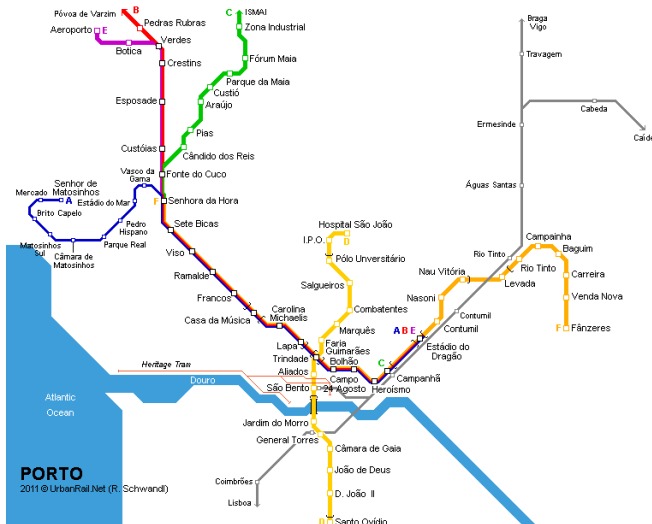 Póvoa de Varzim
B
C
ISMAI
Braga
Vigo
Pedras Rubras
Zona Industrial
Aeroporto
E
Verdes
Botica
Travagem
Crestins
Fórum Maia
Parque da Maia
Custió
Esposade
Araújo
Cabeda
Ermesinde
Pias
Caíde
Custóias
Cândido dos Reis
Vasco da
Gama
Fonte do Cuco
Senhor de
Matosinhos
Mercado
A
Estádio do Mar
F
Senhora da Hora
Águas Santas
Brito Capelo
Pedro
Hispano
Sete Bicas
Hospital São João
D
I.P.O.
Matosinhos
Sul
Parque Real
Câmara de
Matosinhos
Viso
Pólo Unversitário
Campainha
Rio Tinto
Baguim
Rio Tinto
Ramalde
Nau Vitória
Carreira
Salgueiros
Levada
Francos
Nasoni
Venda Nova
Carolina
Michaelis
Combatentes
Contumil
Casa da Música
Marquês
A B E
Contumil
F
Fânzeres
Lapa
Faria
Guimarães
Estádio do
Dragão
Trindade
Bolhão
C
Heritage Tram
Aliados
Campo
24 Agosto
Campanhã
Douro
São Bento
Heroísmo
Atlantic
Ocean
Jardim do Morro
General Torres
Câmara de Gaia
PORTO
João de Deus
Coimbrões
2011 © UrbanRail.Net (R. Schwandl)
D. João II
Lisboa
D
Santo Ovídio